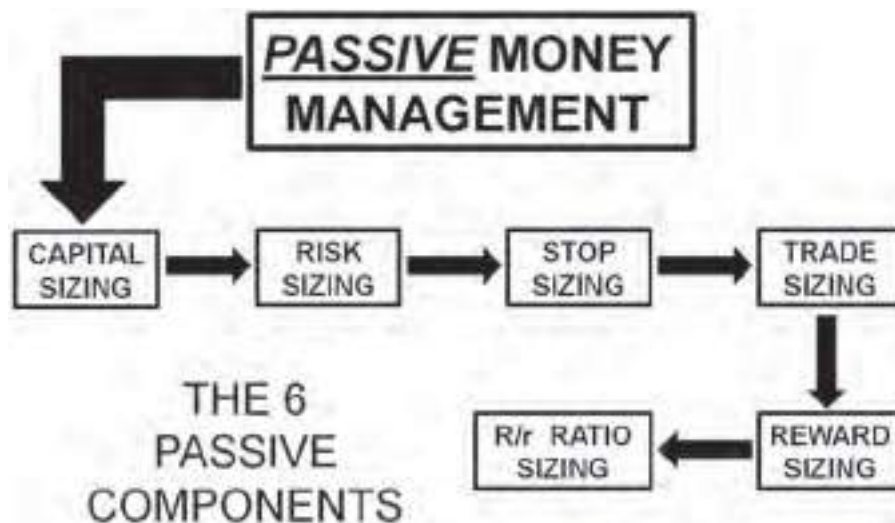 PASSIVE MONEY
MANAGEMENT
CAPITAL
SIZING
RISK
SIZING
STOP
SIZING
TRADE
SIZING
REWARD
SIZING
R/r RATIO
SIZING
THE 6
PASSIVE
COMPONENTS